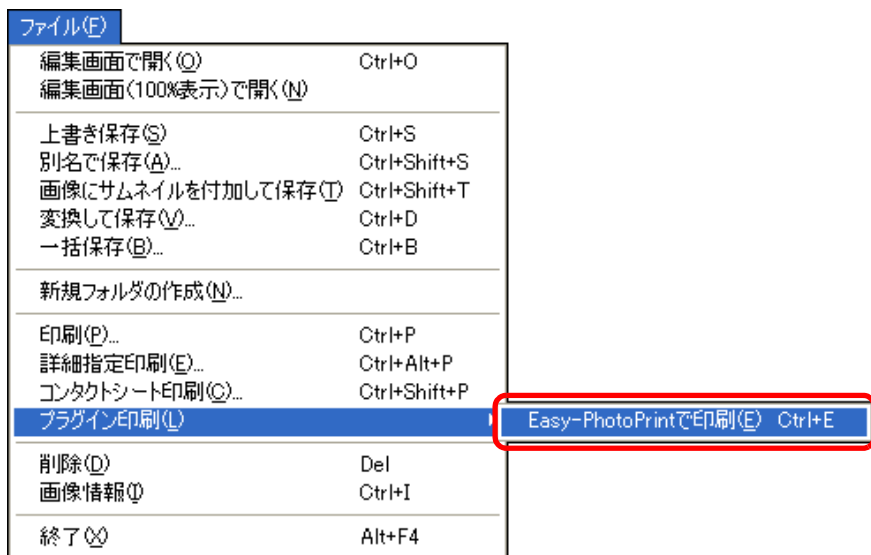 ファイル(F)
編集画面で開く(O) Ctrl+O
編集画面(100%表示)で開く(N)
上書き保存(S) Ctrl+S
別名で保存(A)... Ctrl+Shift+S
画像にサムネイルを付加して保存(T) Ctrl+Shift+T
変換して保存(V)... Ctrl+D
一括保存(B)... Ctrl+B
新規フォルダの作成(N)...
印刷(P)... Ctrl+P
詳細指定印刷(E)... Ctrl+Alt+P
コンタクトシート印刷(C)... Ctrl+Shift+P
プラグイン印刷(L) Easy-PhotoPrintで印刷(E) Ctrl+E
削除(D) Del
画像情報(I) Ctrl+I
終了(X) Alt+F4